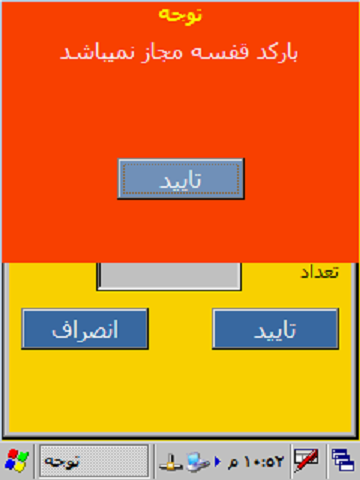 توجه
بارکد قفسه مجاز نمیباشد
تایید
تعداد
تایید
انصراف
توجه
۱۰:۵۲ م